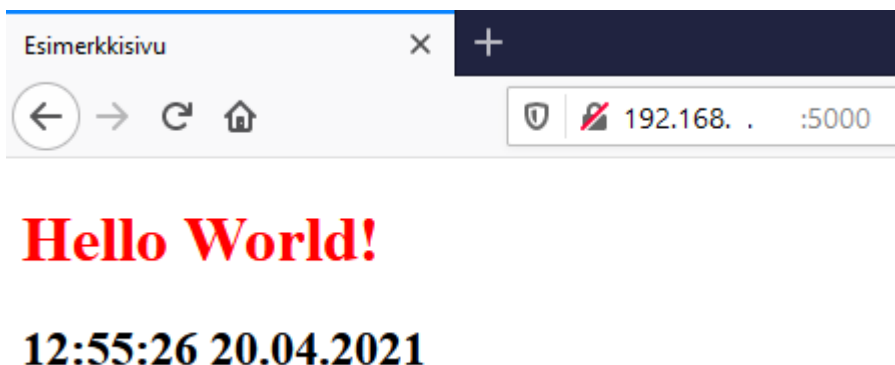 Esimerkkisivu
192.168. . :5000
Hello World!
12:55:26 20.04.2021